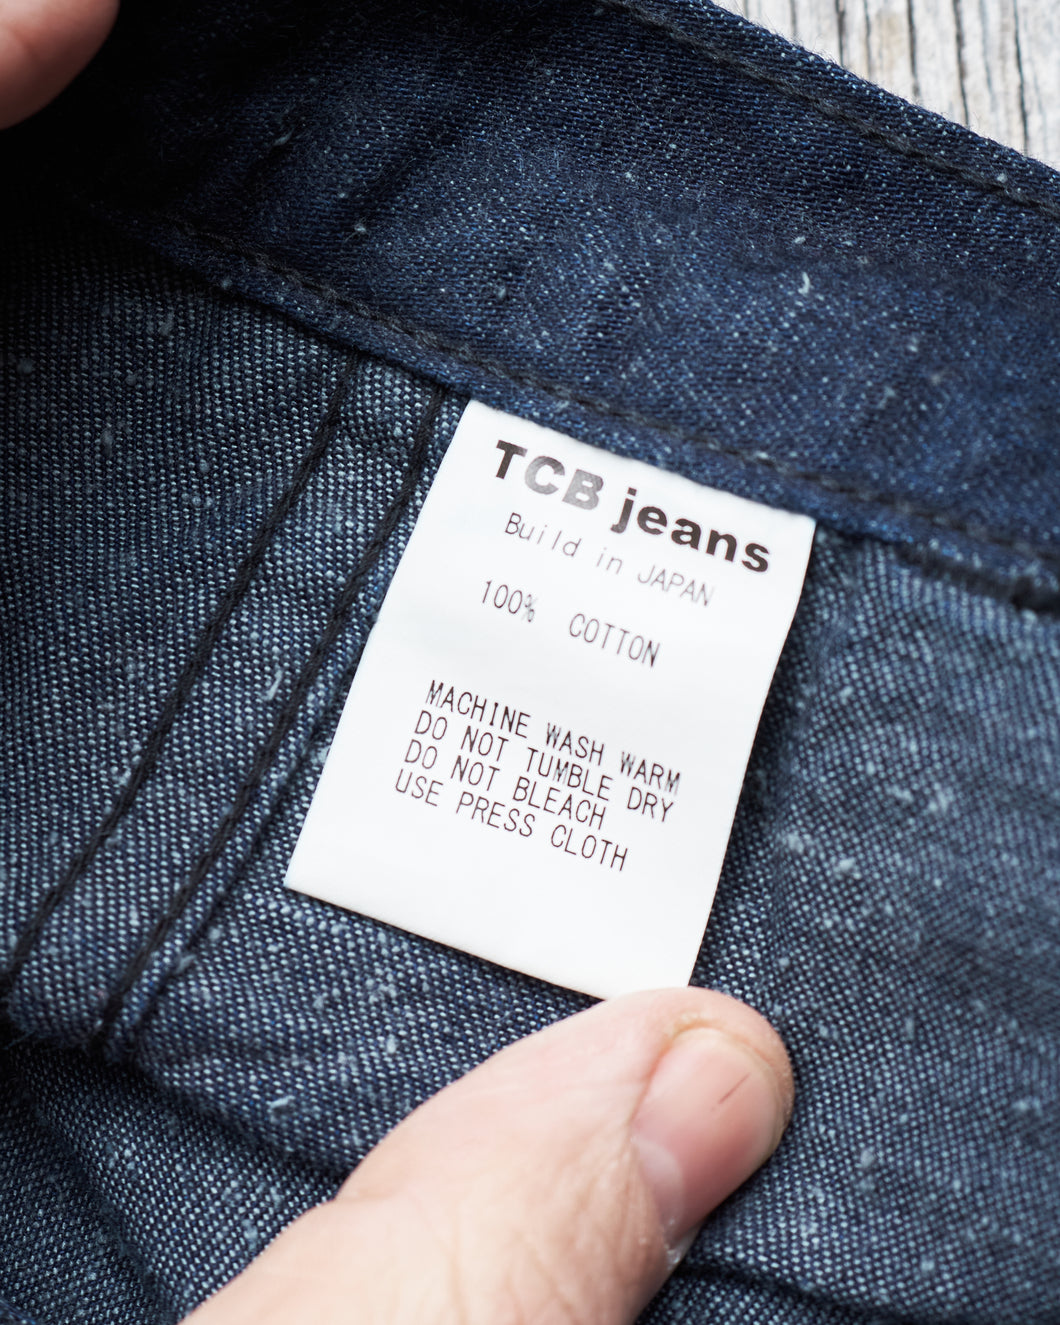 TCB jeans
Build in JAPAN
100% COTTON
MACHINE WASH WARM
DO NOT TUMBLE DRY
DO NOT BLEACH
USE PRESS CLOTH